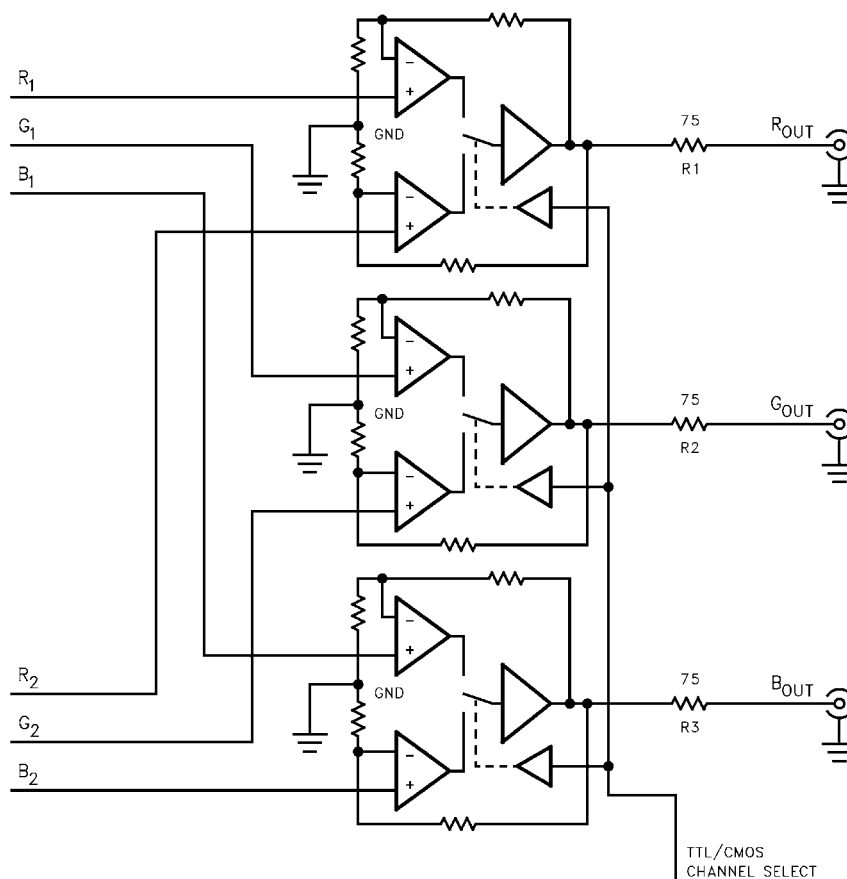 R1
G1
B1
R2
G2
B2
-
+
GND
-
+
75
R1
ROUT
-
+
GND
-
+
75
R2
GOUT
-
+
GND
-
+
75
R3
BOUT
TTL/CMOS
CHANNEL SELECT